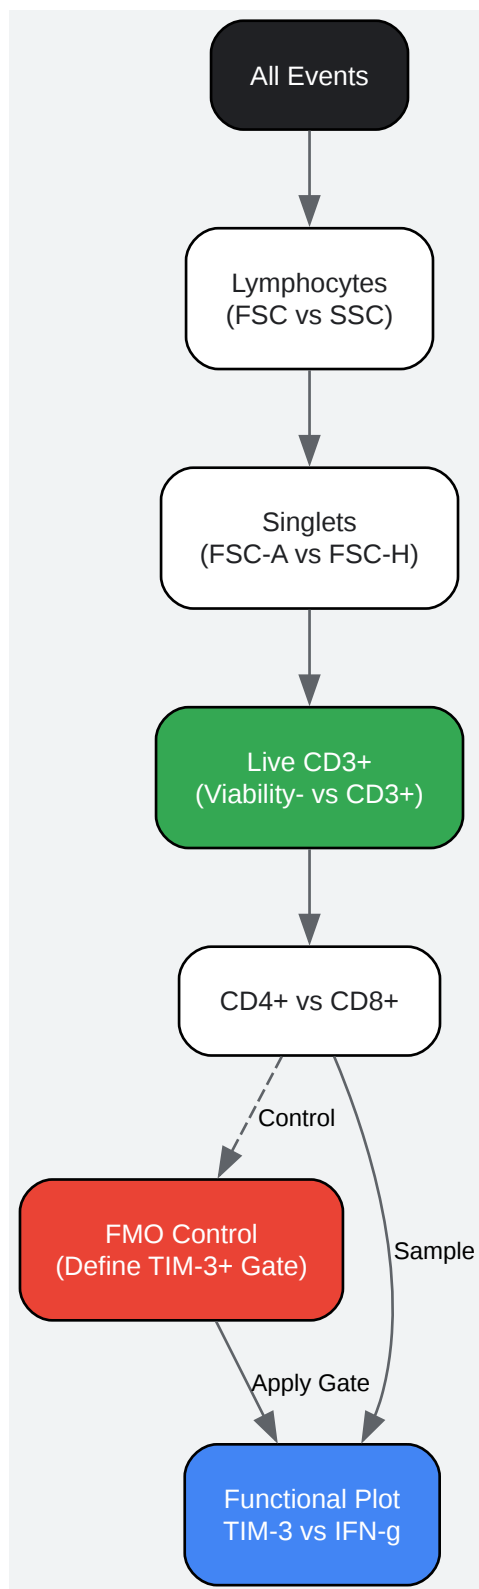 All Events
Lymphocytes
(FSC vs SSC)
Singlets
(FSC-A vs FSC-H)
Live CD3+
(Viability- vs CD3+)
CD4+ vs CD8+
Control
FMO Control
(Define TIM-3+ Gate)
Sample
Apply Gate
Functional Plot
TIM-3 vs IFN-g